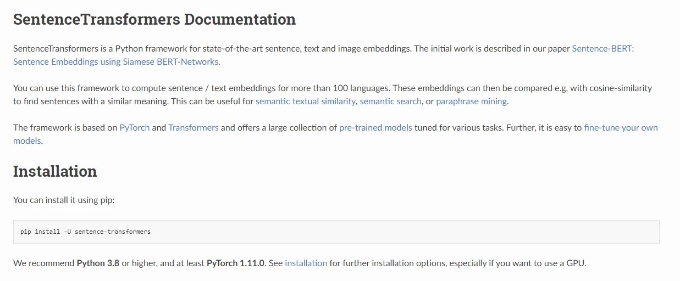 SentenceTransformers Documentation
SentenceTransformers is a Python framework for state-of-the-art sentence, text and image embeddings. The initial work is described in our paper Sentence-BERT:
Sentence Embeddings using Siamese BERT-Networks.
You can use this framework to compute sentence / text embeddings for more than 100 languages. These embeddings can then be compared e.g. with cosine-similarity
to find sentences with a similar meaning. This can be useful for semantic textual similarity, semantic search, or paraphrase mining.
The framework is based on PyTorch and Transformers and offers a large collection of pre-trained models tuned for various tasks. Further, it is easy to fine-tune your own
models.
Installation
You can install it using pip:
pip install -U sentence-transformers
We recommend Python 3.8 or higher, and at least PyTorch 1.11.0. See installation for further installation options, especially if you want to use a GPU.